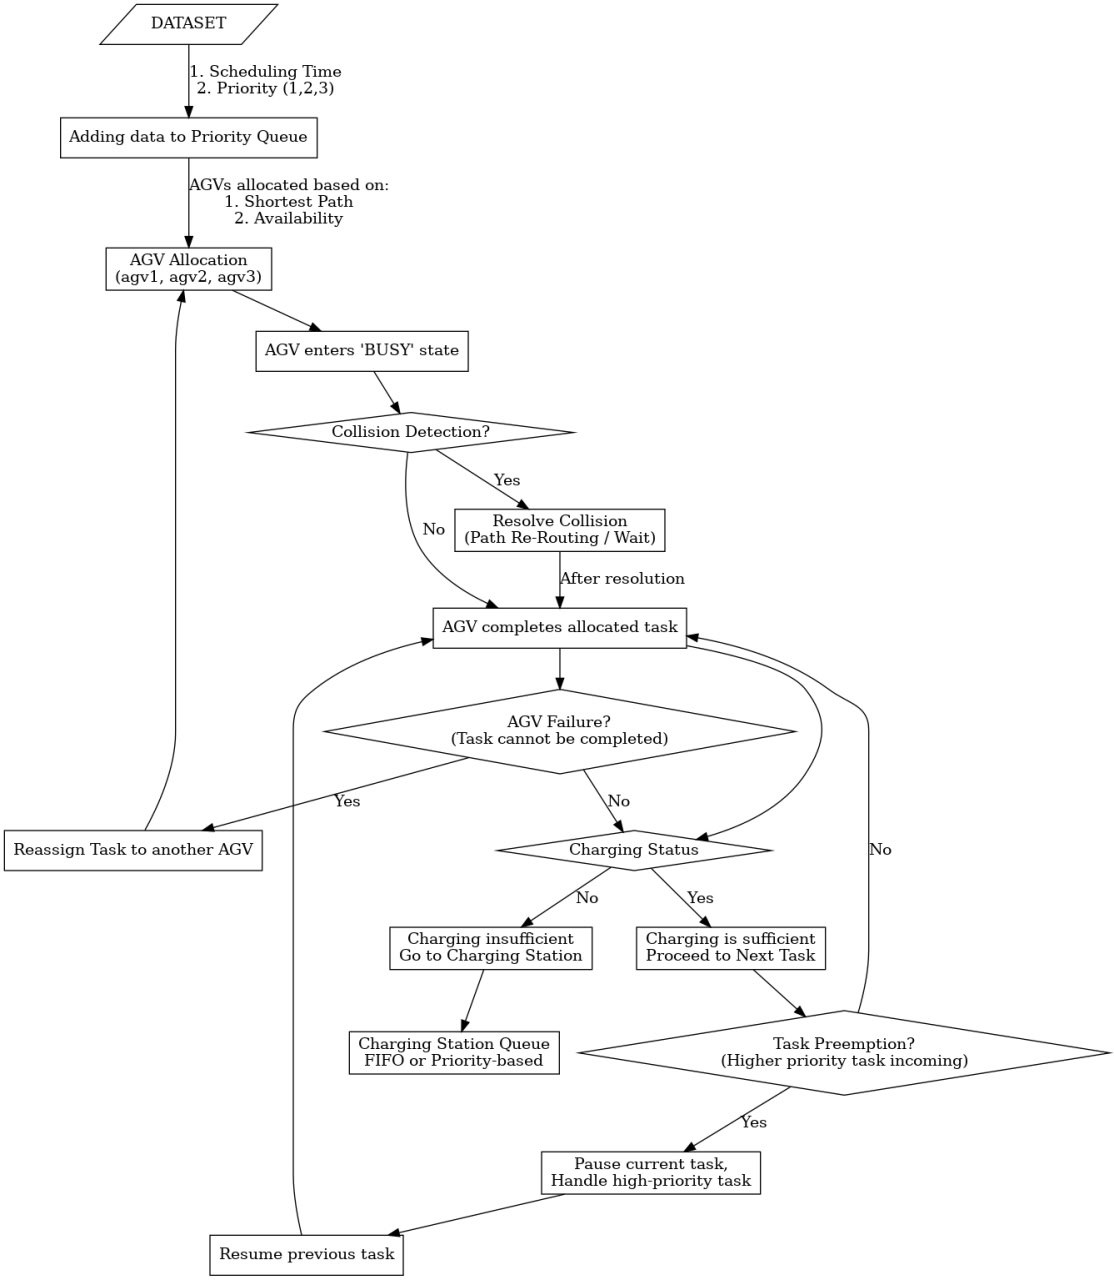 DATASET
1. Scheduling Time
2. Priority (1,2,3)
Adding data to Priority Queue
AGVs allocated based on:
1. Shortest Path
2. Availability
AGV Allocation
(agv1, agv2, agv3)
AGV enters 'BUSY' state
Collision Detection?
Yes
No
Resolve Collision
(Path Re-Routing / Wait)
After resolution
AGV completes allocated task
AGV Failure?
(Task cannot be completed)
Yes
No
Reassign Task to another AGV
Charging Status
No
No
Yes
Charging insufficient
Go to Charging Station
Charging is sufficient
Proceed to Next Task
Charging Station Queue
FIFO or Priority-based
Task Preemption?
(Higher priority task incoming)
Yes
Pause current task,
Handle high-priority task
Resume previous task